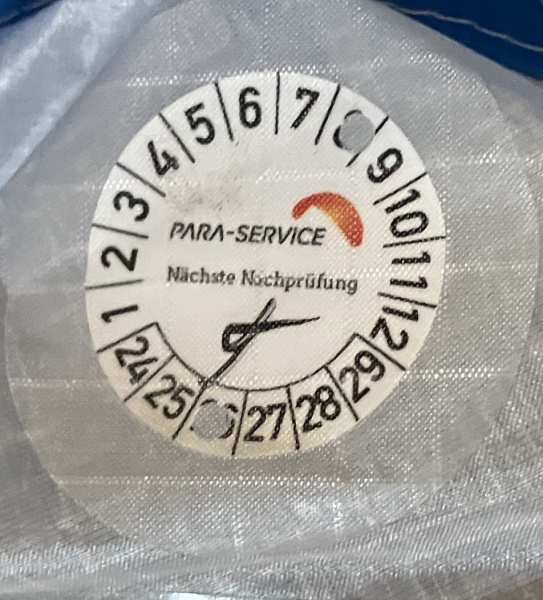 1 2 3 4 5 6 7 9 10 11 12
PARA-SERVICE
Nächste Nachprüfung
24 25 27 28 29